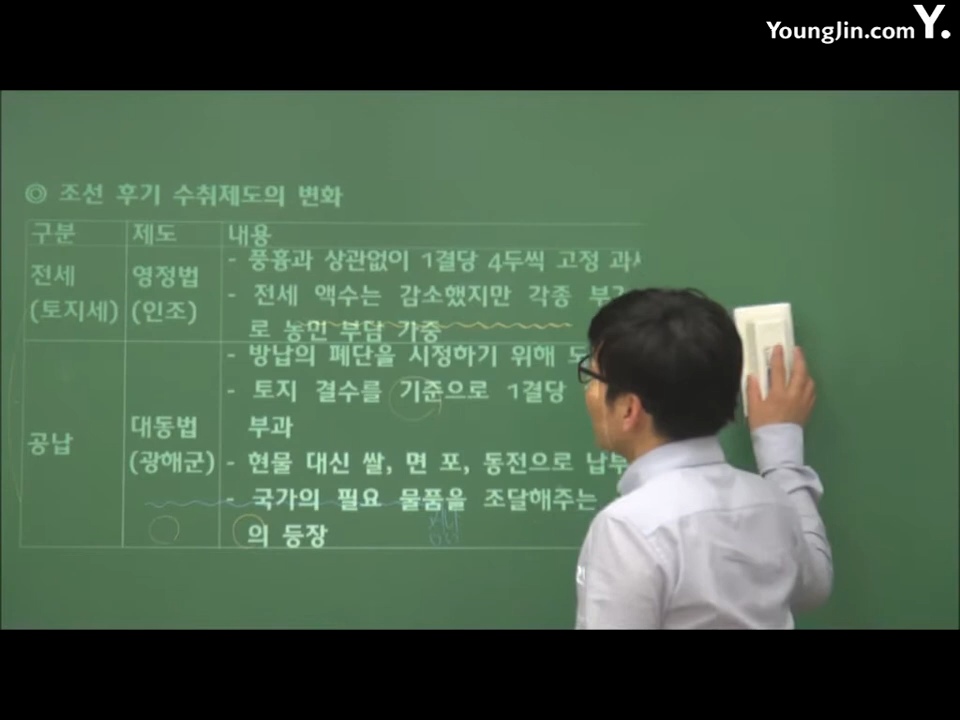 YoungJin.com Y.
◎ 조선 후기 수취제도의 변화
구분 제도 내용
전세
(토지세)
영정법
(인조)
- 풍흉과 상관없이 1결당 4두씩 고정
- 전세 액수는 감소했지만 각종
로 농민 부담 가중
공납
대동법
(광해군)
- 방납의 폐단을 시정하기 위해
- 토지 결수를 기준으로 1결당
부과
- 현물 대신 쌀, 면 포, 동전으로
- 국가의 필요 물품을 조달해주는
의 등장